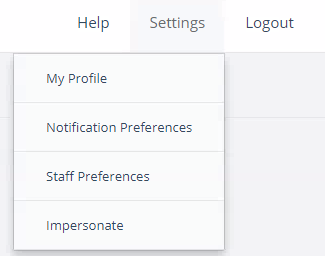 Help Settings Logout
My Profile
Notification Preferences
Staff Preferences
Impersonate